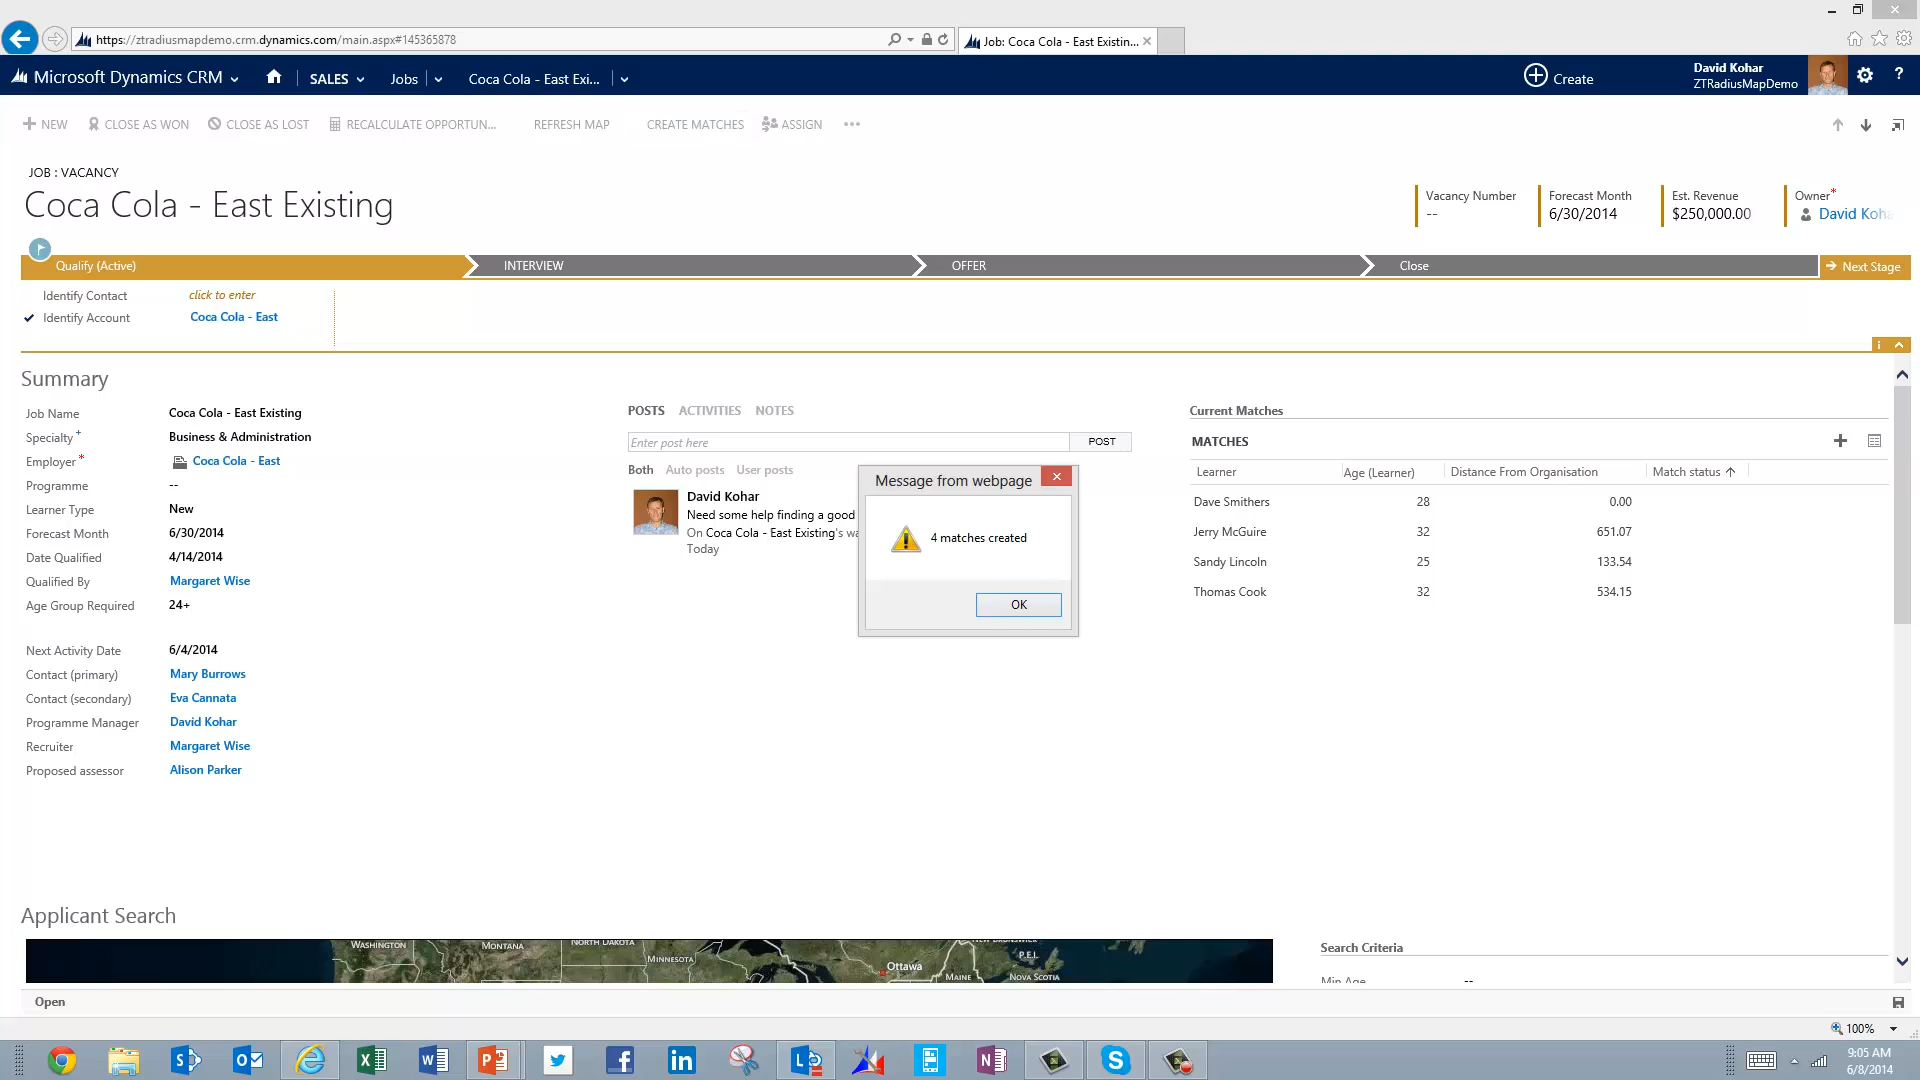 https://ztradiusmapdemo.crm.dynamics.com/main.aspx#145365878
Job: Coca Cola - East Existin...
Microsoft Dynamics CRM
SALES
Jobs
Coca Cola - East Exi...
Create
David Kohar
ZTRadiusMapDemo
?
NEW
CLOSE AS WON
CLOSE AS LOST
RECALCULATE OPPORTUN...
REFRESH MAP
CREATE MATCHES
ASSIGN
JOB : VACANCY
Coca Cola - East Existing
Vacancy Number
--
Forecast Month
6/30/2014
Est. Revenue
$250,000.00
Owner*
David Koha
Qualify (Active)
INTERVIEW
OFFER
Close
Next Stage
Identify Contact
click to enter
Identify Account
Coca Cola - East
Summary
Job Name
Coca Cola - East Existing
Specialty+
Business & Administration
Employer*
Coca Cola - East
Programme
--
Learner Type
New
Forecast Month
6/30/2014
Date Qualified
4/14/2014
Qualified By
Margaret Wise
Age Group Required
24+
Next Activity Date
6/4/2014
Contact (primary)
Mary Burrows
Contact (secondary)
Eva Cannata
Programme Manager
David Kohar
Recruiter
Margaret Wise
Proposed assessor
Alison Parker
POSTS ACTIVITIES NOTES
Enter post here
POST
Both Auto posts User posts
David Kohar
Need some help finding a good
On Coca Cola - East Existing's wa
Today
Message from webpage
4 matches created
OK
Current Matches
MATCHES
Learner Age (Learner) Distance From Organisation Match status
Dave Smithers 28 0.00
Jerry McGuire 32 651.07
Sandy Lincoln 25 133.54
Thomas Cook 32 534.15
Applicant Search
WASHINGTON
MONTANA
NORTH DAKOTA
MINNESOTA
Ottawa
MAINE
NEW BRUNSWICK
P.E.I.
NOVA SCOTIA
Search Criteria
Min Age
--
Open
100%
9:05 AM
6/8/2014